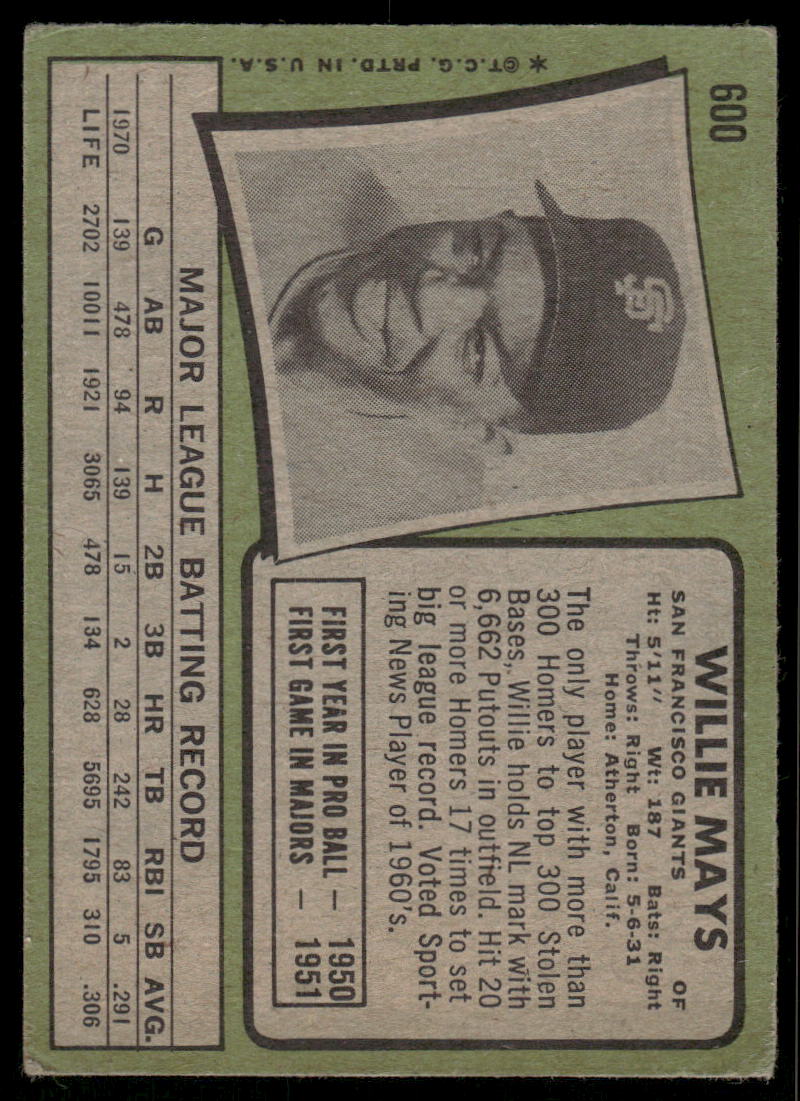 600
WILLIE MAYS
OF
SAN FRANCISCO GIANTS
Ht: 5'11" Wt: 187 Bats: Right
Throws: Right Born: 5-6-31
Home: Atherton, Calif.
The only player with more than
300 Homers to top 300 Stolen
Bases, Willie holds NL mark with
6,662 Putouts in outfield. Hit 20
or more Homers 17 times to set
big league record. Voted Sport-
ing News Player of 1960's.
FIRST YEAR IN PRO BALL — 1950
FIRST GAME IN MAJORS — 1951
SF
*©T.C.G. PRTD. IN U.S.A.
MAJOR LEAGUE BATTING RECORD
G AB R H 2B 3B HR TB RBI SB AVG.
1970 139 478 94 139 15 2 28 242 83 5 .291
LIFE 2702 10011 1921 3065 478 134 628 5695 1795 310 .306